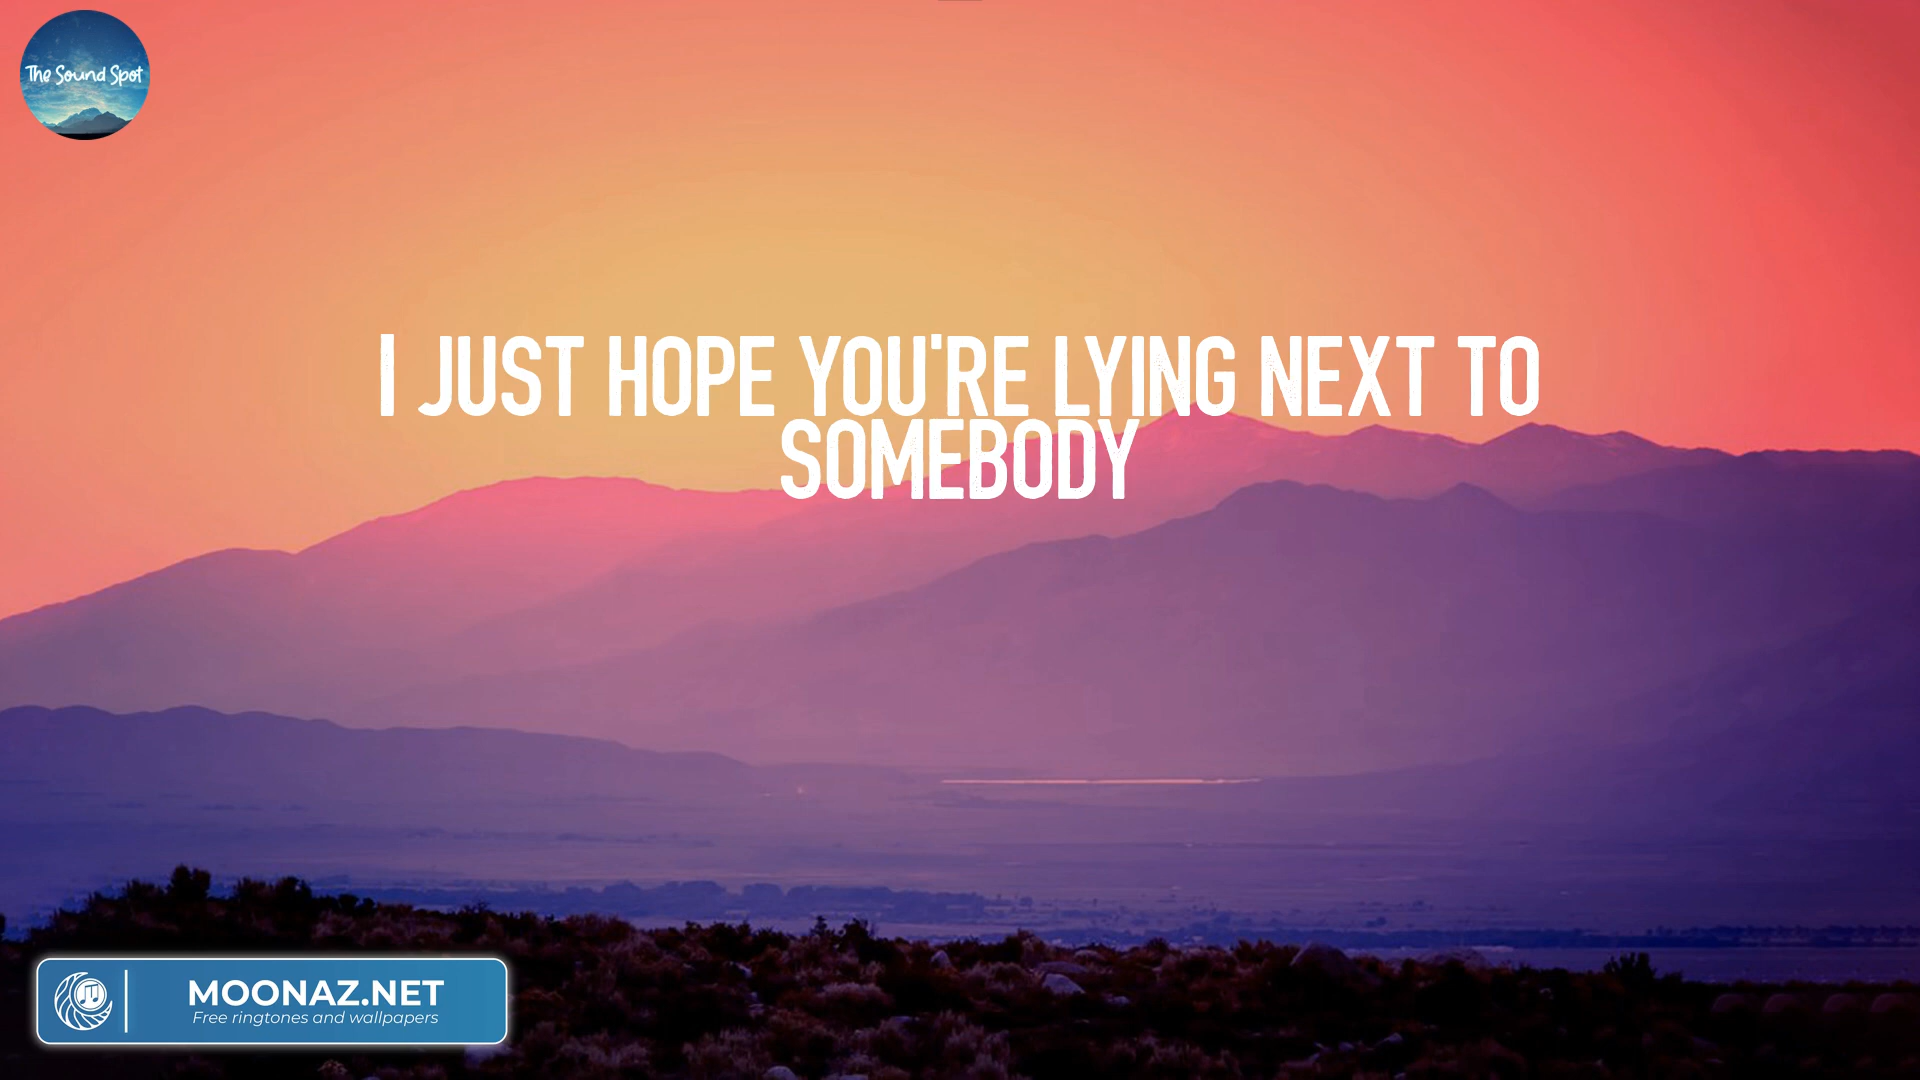 The Sound Spot
I JUST HOPE YOU'RE LYING NEXT TO
SOMEBODY
MOONAZ.NET
Free ringtones and wallpapers